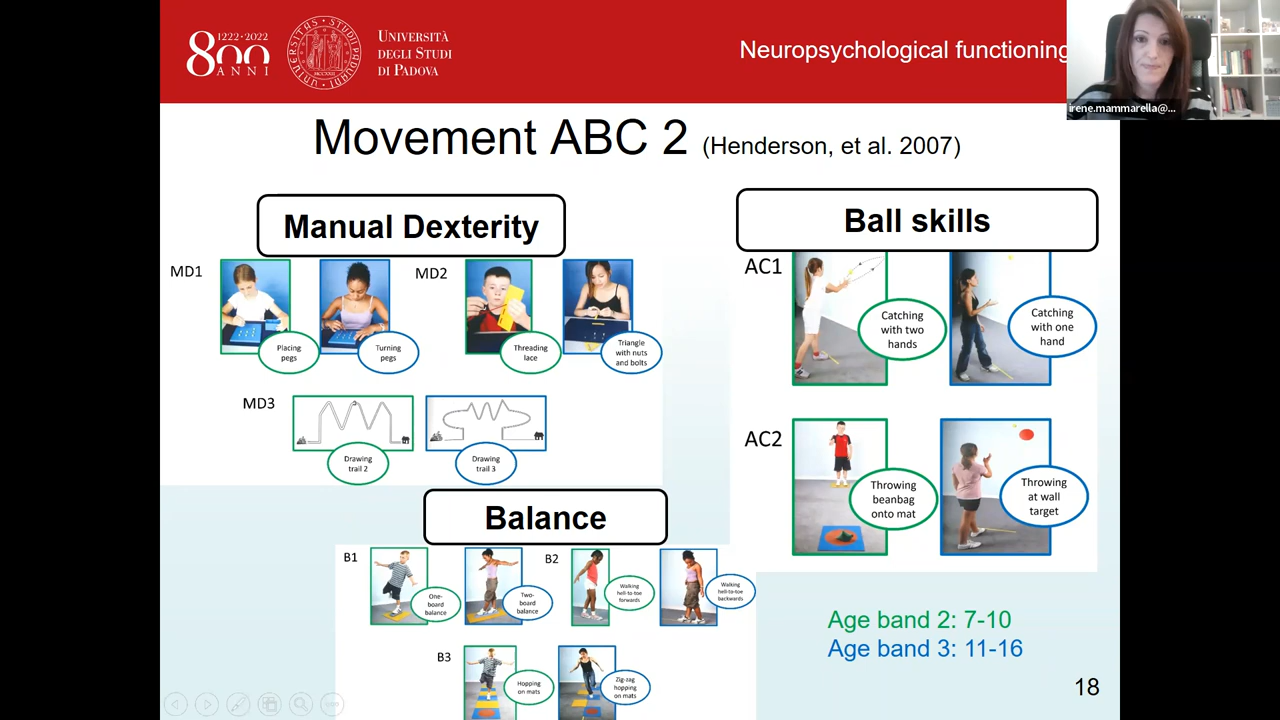 1222·2022
800
ANNI
UNIVERSITÀ
DEGLI STUDI
DI PADOVA
Neuropsychological functioning
irene.mammarella@...
Movement ABC 2 (Henderson, et al. 2007)
Manual Dexterity
MD1
Placing
pegs
Turning
pegs
MD2
Threading
lace
Triangle
with nuts
and bolts
MD3
Drawing
trail 2
Drawing
trail 3
Ball skills
AC1
Catching
with two
hands
Catching
with one
hand
AC2
Throwing
beanbag
onto mat
Throwing
at wall
target
Balance
B1
One-
board
balance
Two-
board
balance
B2
Walking
hell-to-toe
forwards
Walking
hell-to-toe
backwards
B3
Hopping
on mats
Zig-zag
hopping
on mats
Age band 2: 7-10
Age band 3: 11-16
18